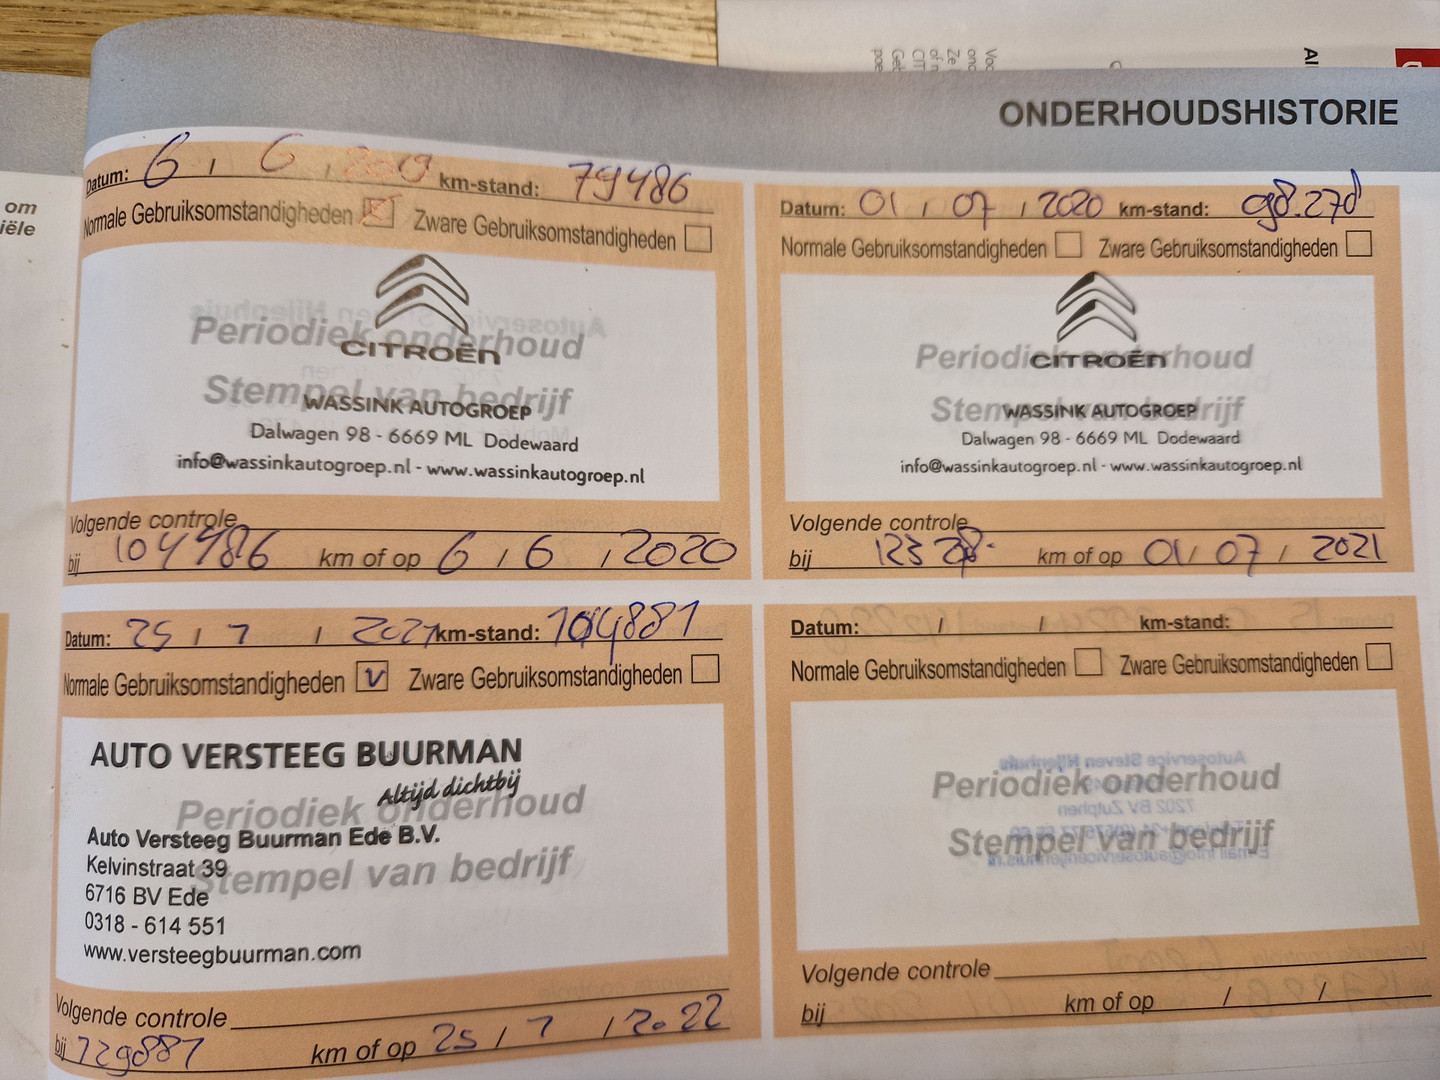 ONDERHOUDSHISTORIE
om
iële
Datum: 6 / 6 / 2019 km-stand: 79486
Normale Gebruiksomstandigheden Zware Gebruiksomstandigheden
Periodiek onderhoud
CITROËN
Stempel van bedrijf
WASSINK AUTOGROEP
Dalwagen 98 - 6669 ML Dodewaard
info@wassinkautogroep.nl - www.wassinkautogroep.nl
Volgende controle
bij 104486 km of op 6 / 6 / 2020
Datum: 01 / 07 / 2020 km-stand: 98.278
Normale Gebruiksomstandigheden Zware Gebruiksomstandigheden
Periodiek onderhoud
CITROËN
Stempel van bedrijf
WASSINK AUTOGROEP
Dalwagen 98 - 6669 ML Dodewaard
info@wassinkautogroep.nl - www.wassinkautogroep.nl
Volgende controle
bij km of op 01 / 07 / 2021
Datum: 25 / 7 / 2021 km-stand: 104881
Normale Gebruiksomstandigheden v Zware Gebruiksomstandigheden
AUTO VERSTEEG BUURMAN
Altijd dichtbij
Periodiek onderhoud
Auto Versteeg Buurman Ede B.V.
Kelvinstraat 39
Stempel van bedrijf
6716 BV Ede
0318 - 614 551
www.versteegbuurman.com
Volgende controle
bij 129881 km of op 25 / 7 / 2022
Datum: / / km-stand:
Normale Gebruiksomstandigheden Zware Gebruiksomstandigheden
Periodiek onderhoud
Stempel van bedrijf
Volgende controle
bij km of op / /